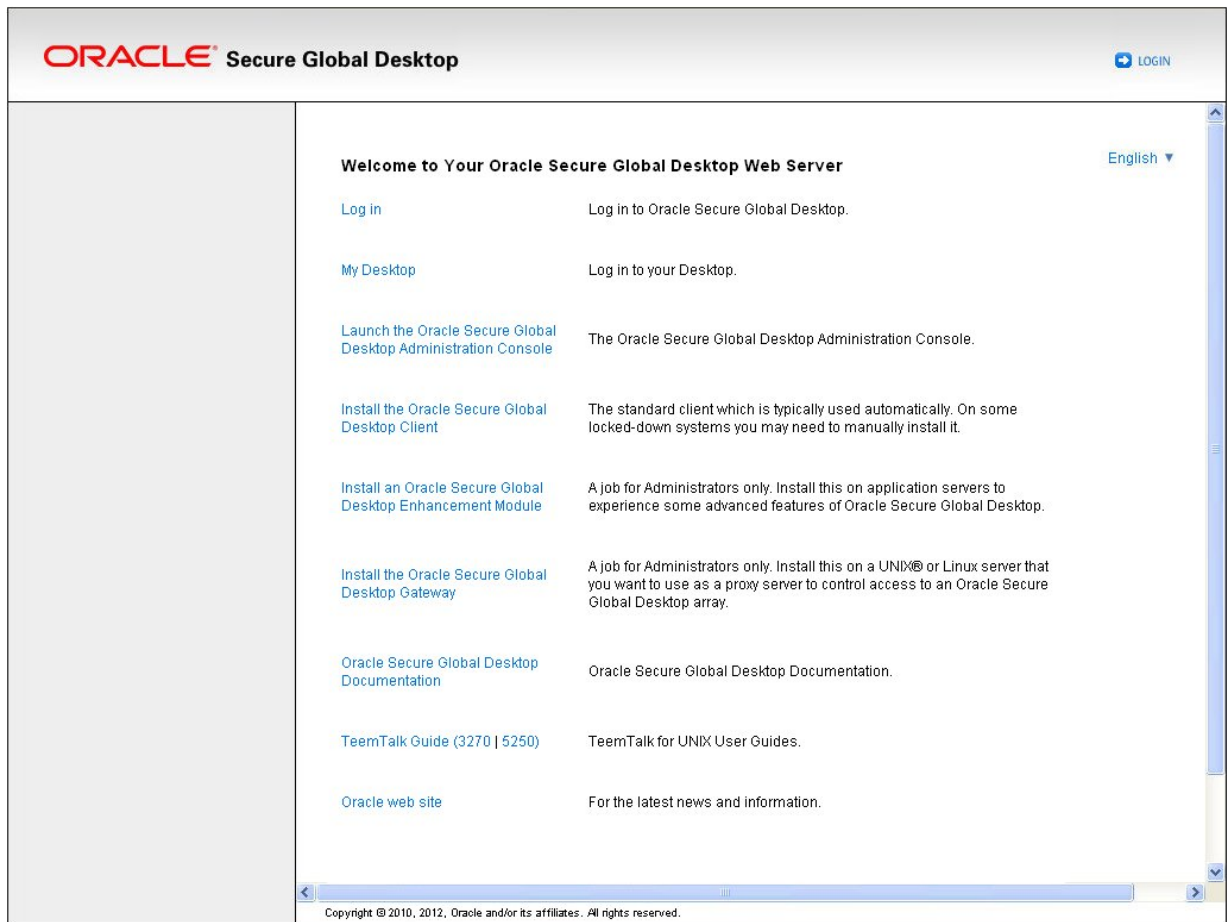 ORACLE® Secure Global Desktop
LOGIN
English ▼
Welcome to Your Oracle Secure Global Desktop Web Server
Log in
Log in to Oracle Secure Global Desktop.
My Desktop
Log in to your Desktop.
Launch the Oracle Secure Global
Desktop Administration Console
The Oracle Secure Global Desktop Administration Console.
Install the Oracle Secure Global
Desktop Client
The standard client which is typically used automatically. On some
locked-down systems you may need to manually install it.
Install an Oracle Secure Global
Desktop Enhancement Module
A job for Administrators only. Install this on application servers to
experience some advanced features of Oracle Secure Global Desktop.
Install the Oracle Secure Global
Desktop Gateway
A job for Administrators only. Install this on a UNIX® or Linux server that
you want to use as a proxy server to control access to an Oracle Secure
Global Desktop array.
Oracle Secure Global Desktop
Documentation
Oracle Secure Global Desktop Documentation.
TeemTalk Guide (3270 | 5250)
TeemTalk for UNIX User Guides.
Oracle web site
For the latest news and information.
Copyright © 2010, 2012, Oracle and/or its affiliates. All rights reserved.